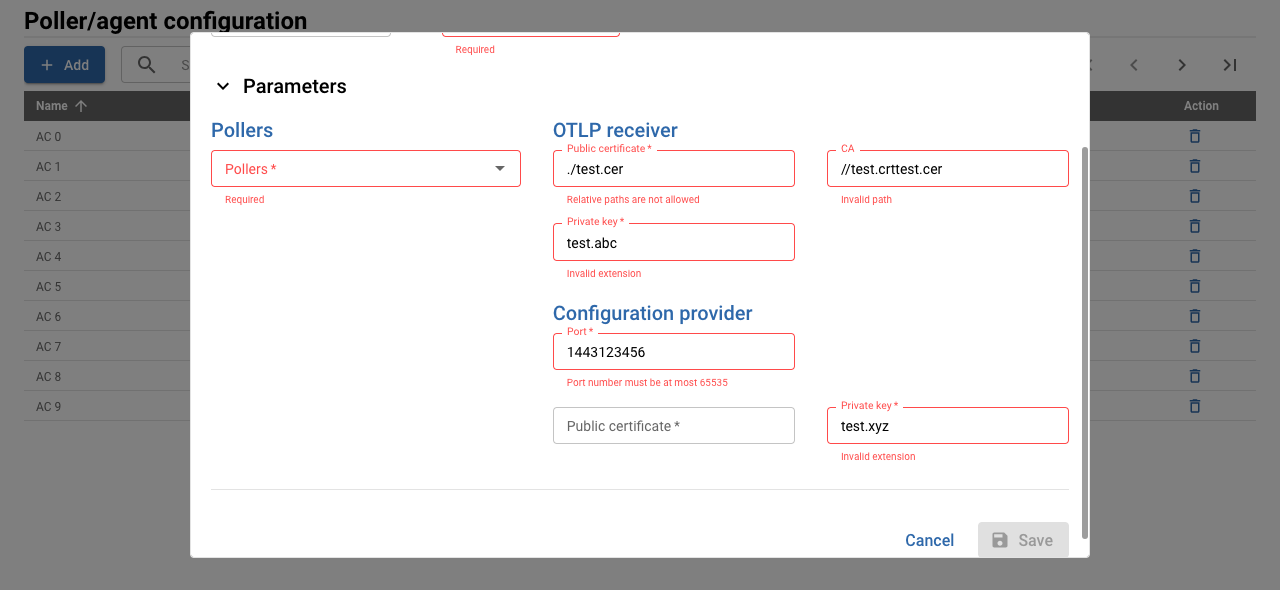 Poller/agent configuration
Add
S
Required
Parameters
Name
Action
Pollers
OTLP receiver
Pollers *
Required
Public certificate *
./test.cer
Relative paths are not allowed
CA
//test.crttest.cer
Invalid path
Private key *
test.abc
Invalid extension
Configuration provider
Port *
1443123456
Port number must be at most 65535
Public certificate *
Private key *
test.xyz
Invalid extension
AC 0
AC 1
AC 2
AC 3
AC 4
AC 5
AC 6
AC 7
AC 8
AC 9
Cancel
Save